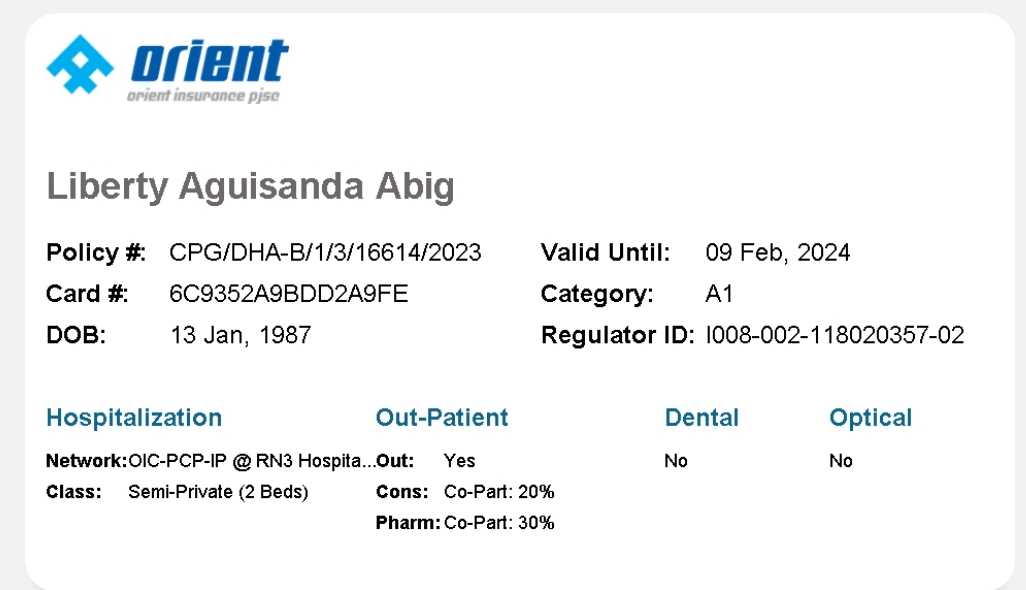 orient
orient insurance pjsc
Liberty Aguisanda Abig
Policy #: CPG/DHA-B/1/3/16614/2023 Valid Until: 09 Feb, 2024
Card #: 6C9352A9BDD2A9FE Category: A1
DOB: 13 Jan, 1987 Regulator ID: I008-002-118020357-02
Hospitalization Out-Patient Dental Optical
Network: OIC-PCP-IP @ RN3 Hospita... Out: Yes No No
Class: Semi-Private (2 Beds) Cons: Co-Part: 20%
Pharm: Co-Part: 30%